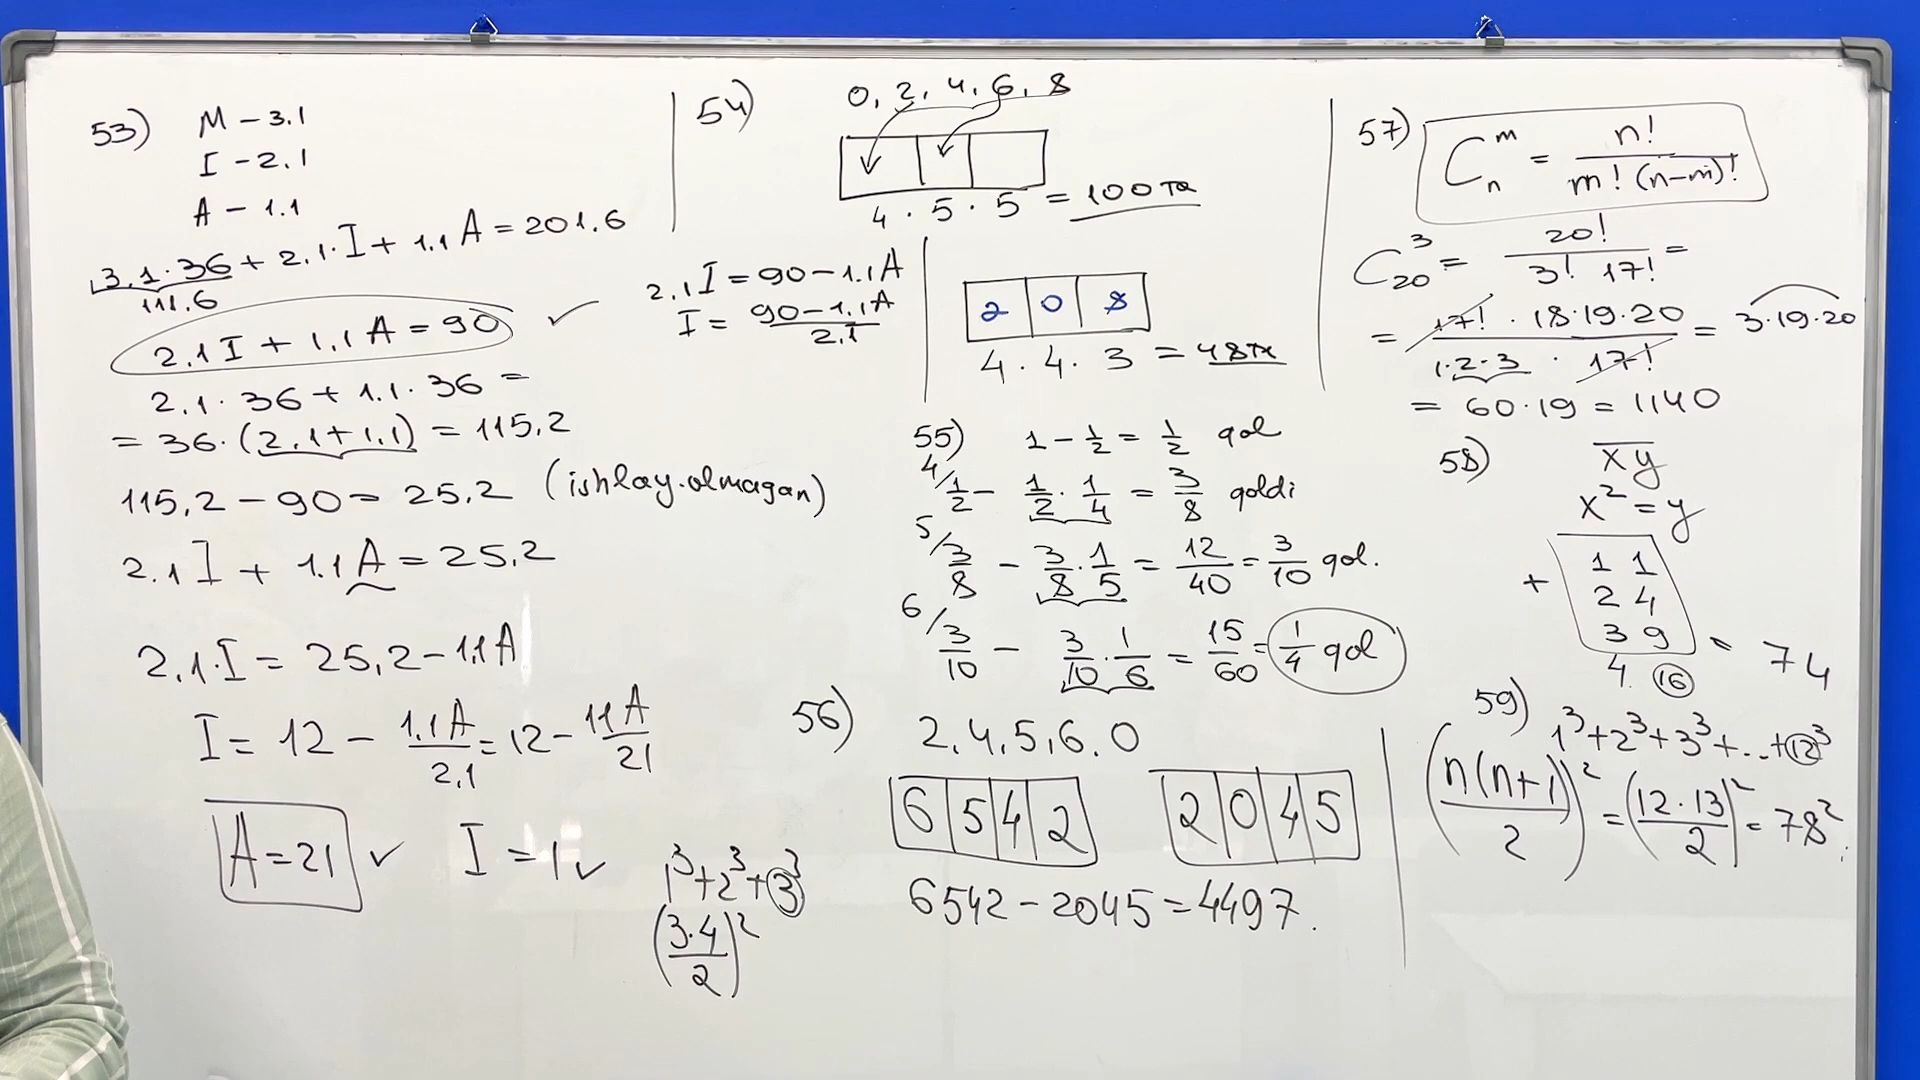 53) M - 3.1
I - 2.1
A - 1.1
3.1·36 + 2.1·I + 1.1A = 201.6
111.6
2.1I + 1.1A = 90 ✓
2.1·36 + 1.1·36 =
= 36·(2.1+1.1) = 115,2
115,2 - 90 = 25,2 (ishlay.olmagan)
2.1I + 1.1A = 25,2
2.1·I = 25,2 - 1.1A
I = 12 - 1.1A/2.1 = 12 - 11A/21
A = 21 ✓ I = 1 ✓
2.1I = 90 - 1.1A
I = 90 - 1.1A / 2.1
1³+2³+3³
(3·4/2)²
54) 0, 2, 4, 6, 8
4 · 5 · 5 = 100 та
2 0 8
4 · 4 · 3 = 48та
55) 1 - 1/2 = 1/2 qol
4/ 1/2 - 1/2 · 1/4 = 3/8 qoldi
5/ 3/8 - 3/8 · 1/5 = 12/40 = 3/10 qol.
6/ 3/10 - 3/10 · 1/6 = 15/60 = 1/4 qol
56) 2,4,5,6.0
6 5 4 2 2 0 4 5
6542 - 2045 = 4497.
57) Cₙᵐ = n! / m!(n-m)!
C₂₀³ = 20! / 3! 17! =
= 17! · 18·19·20 / 1·2·3 · 17! = 3·19·20
= 60·19 = 1140
58) xy
x² = y
1 1
+ 2 4
3 9 = 74
4. 16
59) 1³+2³+3³+...+12³
(n(n+1)/2)² = (12·13/2)² = 78².